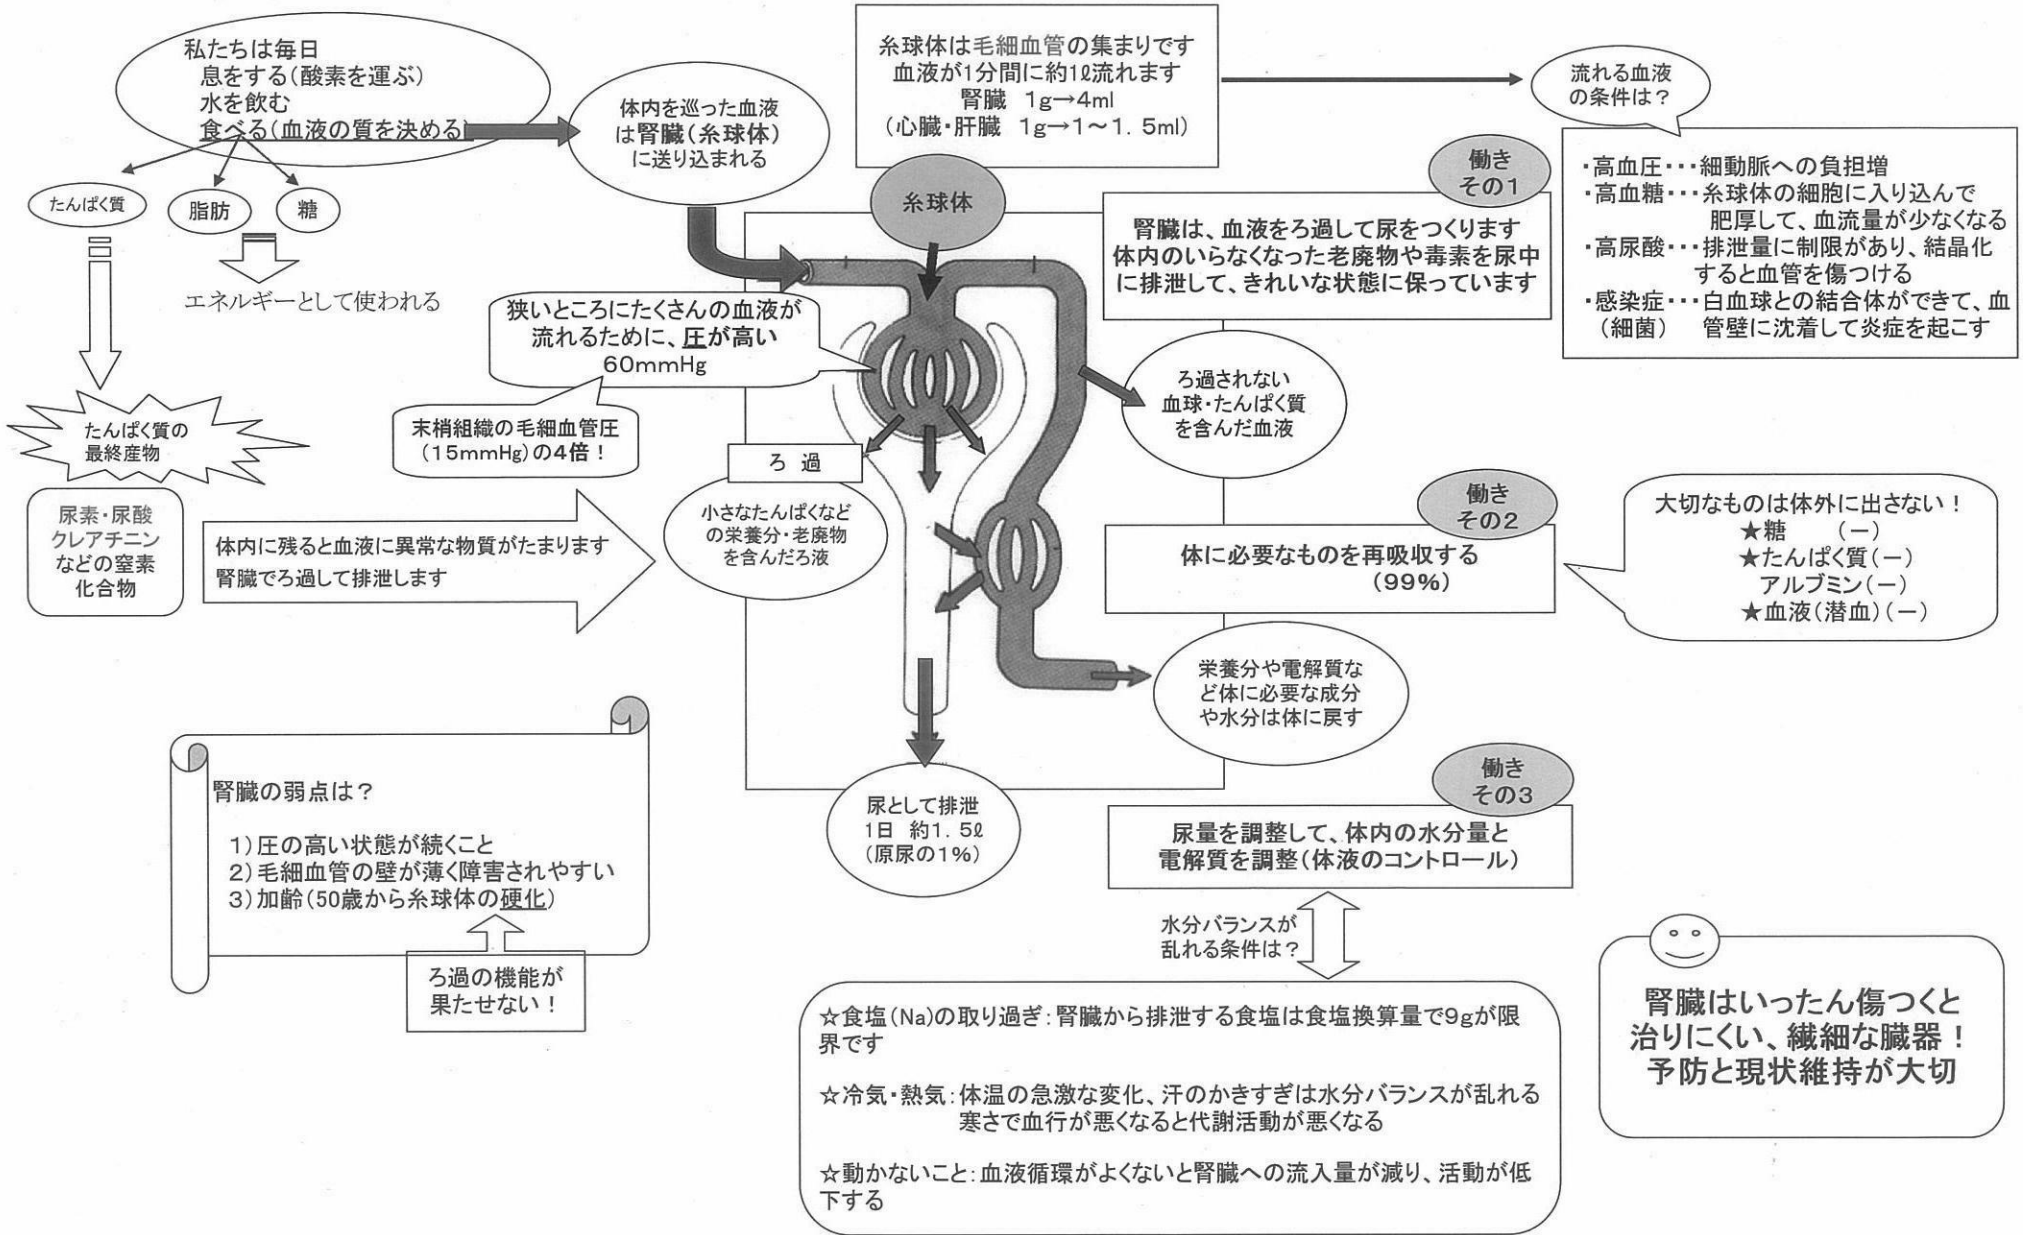 私たちは毎日
息をする(酸素を運ぶ)
水を飲む
食べる(血液の質を決める)
たんぱく質
脂肪
糖
エネルギーとして使われる
たんぱく質の
最終産物
尿素・尿酸
クレアチニン
などの窒素
化合物
体内に残ると血液に異常な物質がたまります
腎臓でろ過して排泄します
体内を巡った血液
は腎臓(糸球体)
に送り込まれる
糸球体は毛細血管の集まりです
血液が1分間に約1ℓ流れます
腎臓 1g→4ml
(心臓・肝臓 1g→1～1.5ml)
流れる血液
の条件は？
・高血圧・・・細動脈への負担増
・高血糖・・・糸球体の細胞に入り込んで
肥厚して、血流量が少なくなる
・高尿酸・・・排泄量に制限があり、結晶化
すると血管を傷つける
・感染症・・・白血球との結合体ができて、血
(細菌) 管壁に沈着して炎症を起こす
糸球体
働き
その1
腎臓は、血液をろ過して尿をつくります
体内のいらなくなった老廃物や毒素を尿中
に排泄して、きれいな状態に保っています
狭いところにたくさんの血液が
流れるために、圧が高い
60mmHg
末梢組織の毛細血管圧
(15mmHg)の4倍！
ろ過されない
血球・たんぱく質
を含んだ血液
ろ 過
小さなたんぱくなど
の栄養分・老廃物
を含んだろ液
働き
その2
体に必要なものを再吸収する
(99%)
大切なものは体外に出さない！
★糖 (－)
★たんぱく質(－)
アルブミン(－)
★血液(潜血)(－)
栄養分や電解質な
ど体に必要な成分
や水分は体に戻す
尿として排泄
1日 約1.5ℓ
(原尿の1%)
働き
その3
尿量を調整して、体内の水分量と
電解質を調整(体液のコントロール)
水分バランスが
乱れる条件は？
☆食塩(Na)の取り過ぎ：腎臓から排泄する食塩は食塩換算量で9gが限
界です
☆冷気・熱気：体温の急激な変化、汗のかきすぎは水分バランスが乱れる
寒さで血行が悪くなると代謝活動が悪くなる
☆動かないこと：血液循環がよくないと腎臓への流入量が減り、活動が低
下する
腎臓の弱点は？
1)圧の高い状態が続くこと
2)毛細血管の壁が薄く障害されやすい
3)加齢(50歳から糸球体の硬化)
ろ過の機能が
果たせない！
腎臓はいったん傷つくと
治りにくい、繊細な臓器！
予防と現状維持が大切